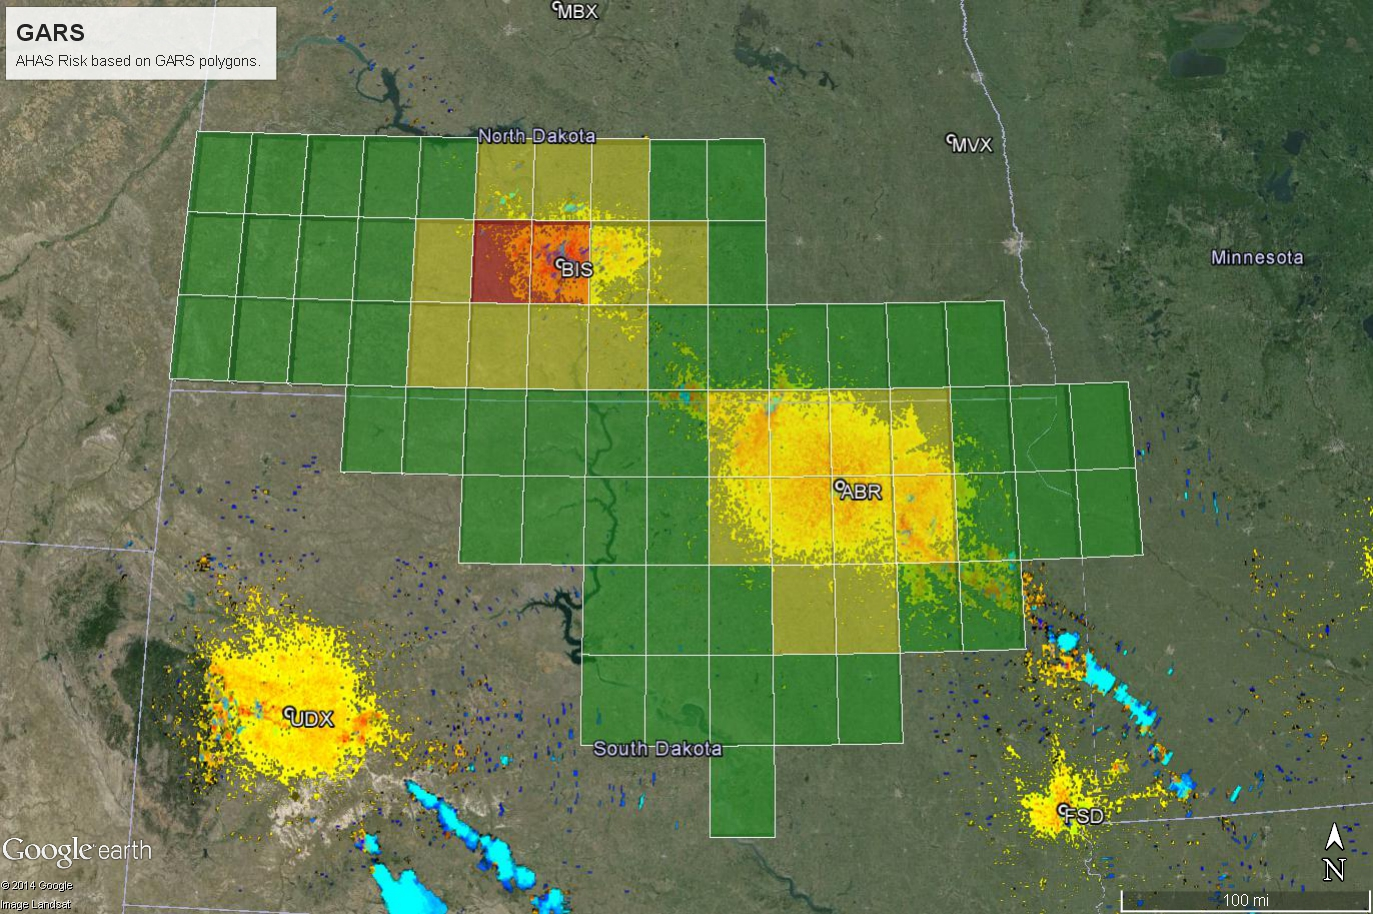 GARS
AHAS Risk based on GARS polygons.
MBX
North Dakota
MVX
Minnesota
BIS
ABR
UDX
South Dakota
FSD
Google earth
© 2014 Google
Image Landsat
N
100 mi